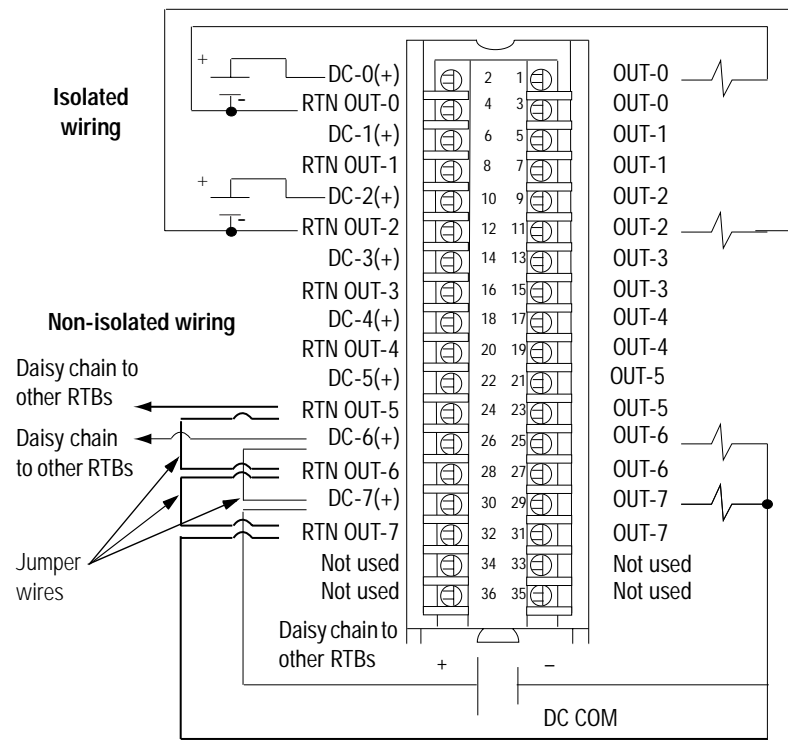 + DC-0(+) 2 1 OUT-0
Isolated
wiring
- RTN OUT-0 4 3 OUT-0
DC-1(+) 6 5 OUT-1
RTN OUT-1 8 7 OUT-1
+ DC-2(+) 10 9 OUT-2
- RTN OUT-2 12 11 OUT-2
DC-3(+) 14 13 OUT-3
RTN OUT-3 16 15 OUT-3
Non-isolated wiring
DC-4(+) 18 17 OUT-4
RTN OUT-4 20 19 OUT-4
Daisy chain to
other RTBs
DC-5(+) 22 21 OUT-5
RTN OUT-5 24 23 OUT-5
Daisy chain
to other RTBs
DC-6(+) 26 25 OUT-6
RTN OUT-6 28 27 OUT-6
DC-7(+) 30 29 OUT-7
RTN OUT-7 32 31 OUT-7
Jumper
wires
Not used 34 33 Not used
Not used 36 35 Not used
Daisy chain to
other RTBs
+ –
DC COM